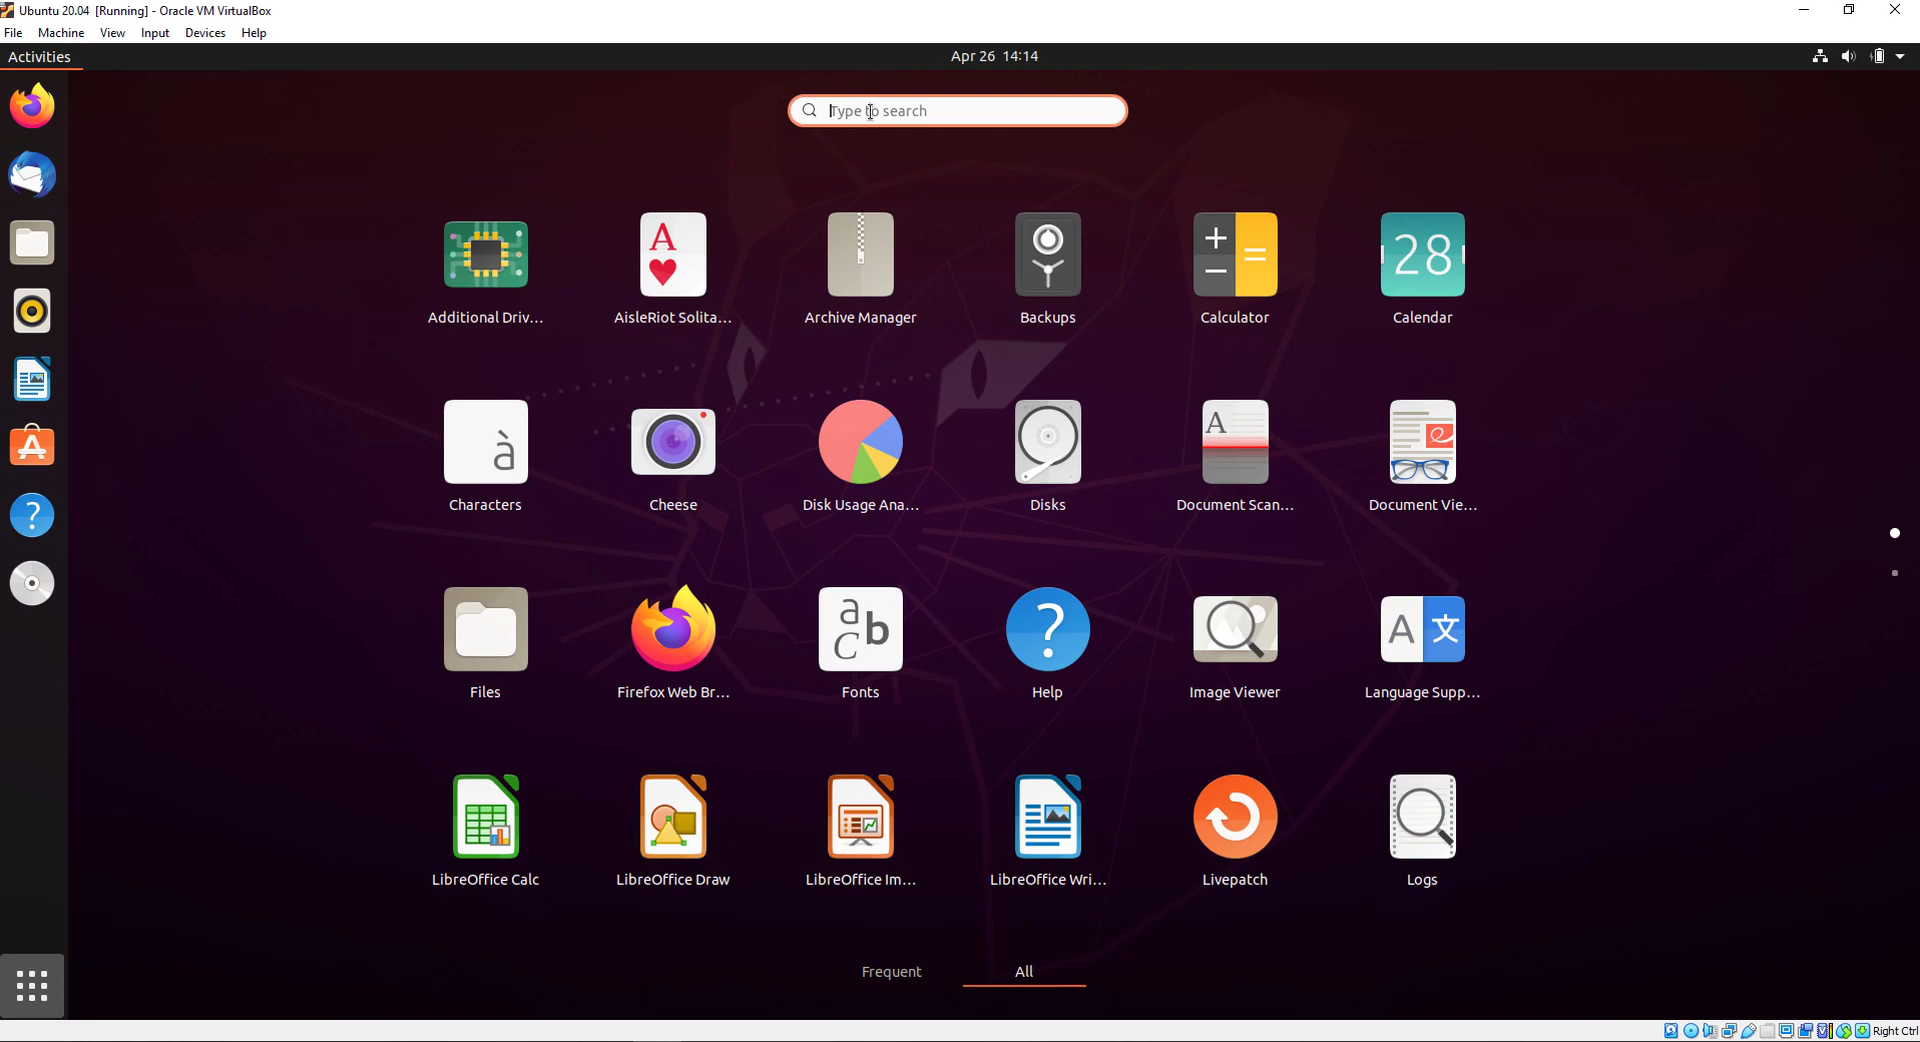 Ubuntu 20.04 [Running] - Oracle VM VirtualBox
File Machine View Input Devices Help
Activities
Apr 26 14:14
Type to search
Additional Driv... AisleRiot Solita... Archive Manager Backups Calculator Calendar
Characters Cheese Disk Usage Ana... Disks Document Scan... Document Vie...
Files Firefox Web Br... Fonts Help Image Viewer Language Supp...
LibreOffice Calc LibreOffice Draw LibreOffice Im... LibreOffice Wri... Livepatch Logs
Frequent All
Right Ctrl
A
28
à
A
a b C
?
A 文
?